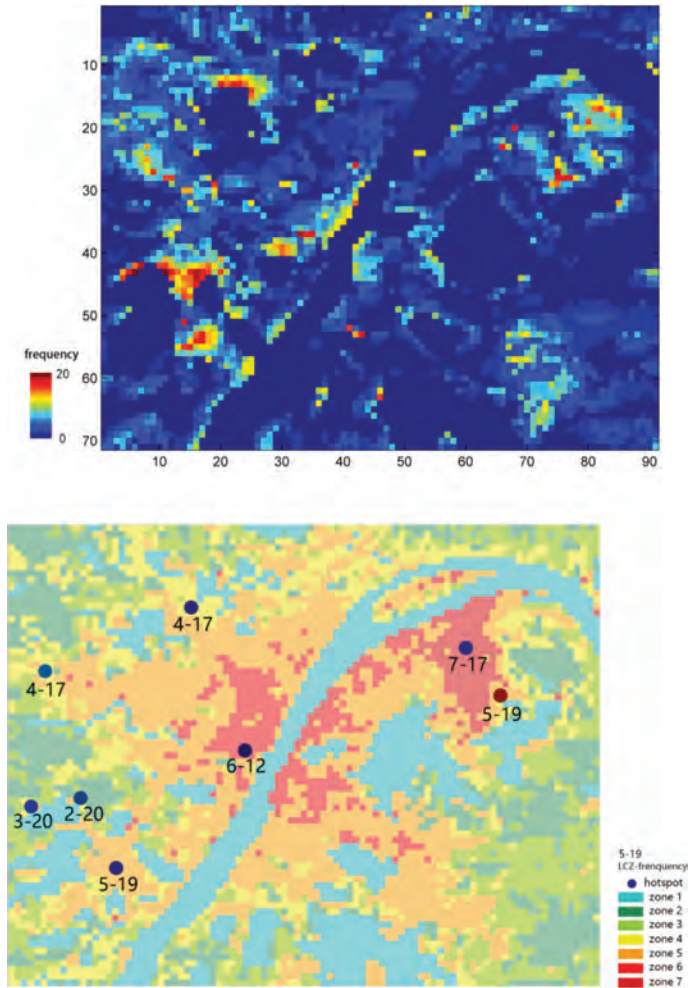 10
20
30
40
50
60
70
frequency
20
0
10 20 30 40 50 60 70 80 90
4-17
7-17
4-17
5-19
6-12
3-20 2-20
5-19
5-19
LCZ-frenquency
hotspot
zone 1
zone 2
zone 3
zone 4
zone 5
zone 6
zone 7